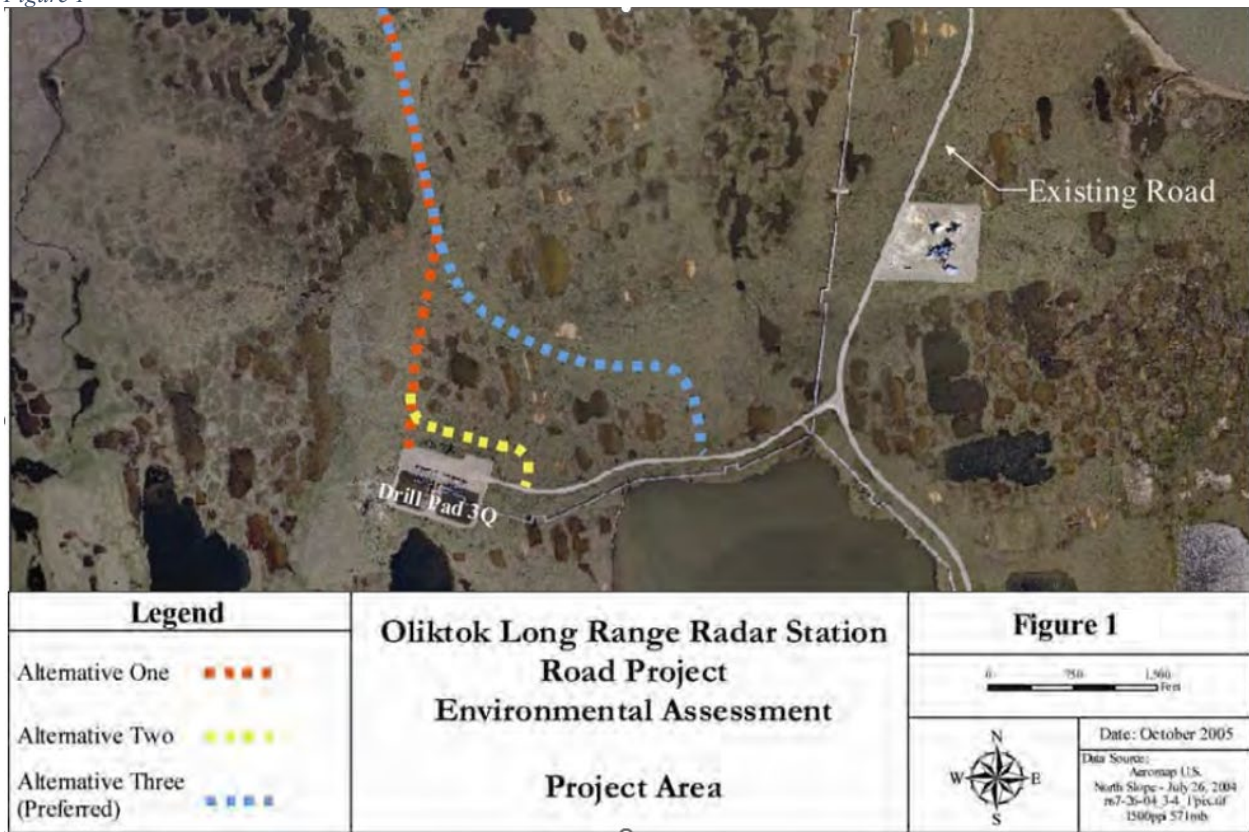 Figure 1
Existing Road
Drill Pad 3Q
Legend
Alternative One
Alternative Two
Alternative Three
(Preferred)
Oliktok Long Range Radar Station
Road Project
Environmental Assessment
Project Area
Figure 1
0 750 1,500
Feet
N
W E
S
Date: October 2005
Data Source:
Aeromap U.S.
North Slope - July 26, 2004
1500ppi 571mb